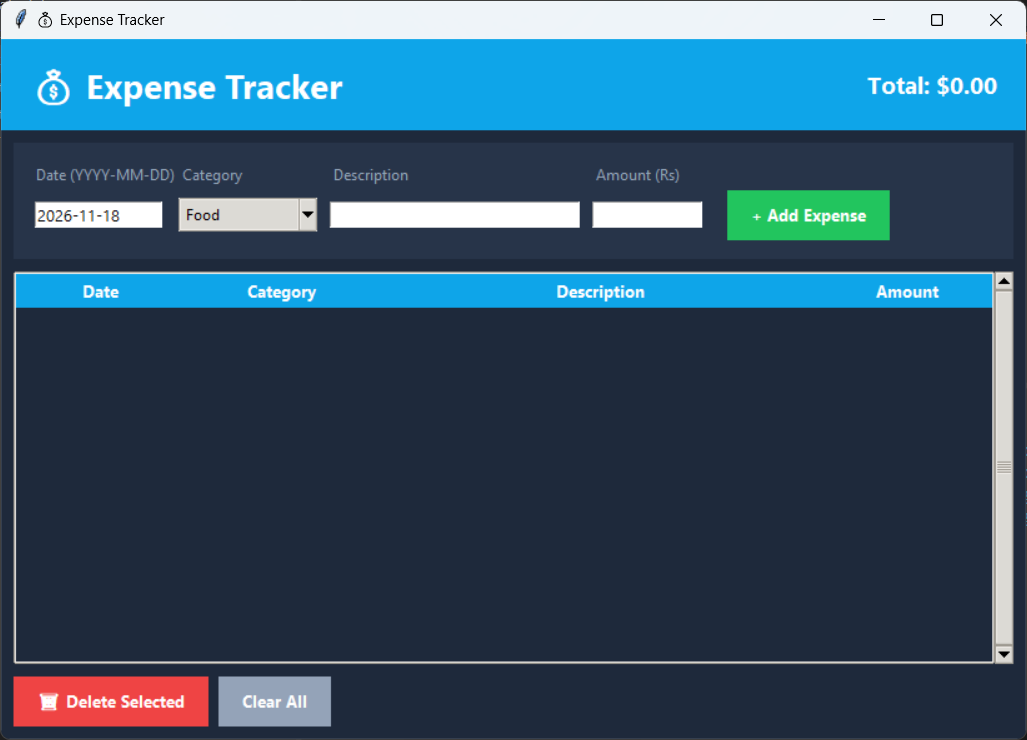 Expense Tracker
Expense Tracker
Total: $0.00
Date (YYYY-MM-DD) Category Description Amount (Rs)
2026-11-18 Food + Add Expense
Date Category Description Amount
Delete Selected Clear All